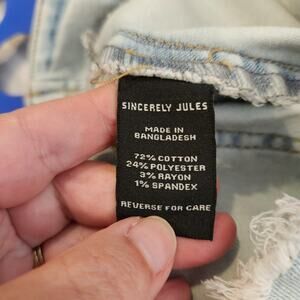 SINCERELY JULES
MADE IN
BANGLADESH
72% COTTON
24% POLYESTER
3% RAYON
1% SPANDEX
REVERSE FOR CARE